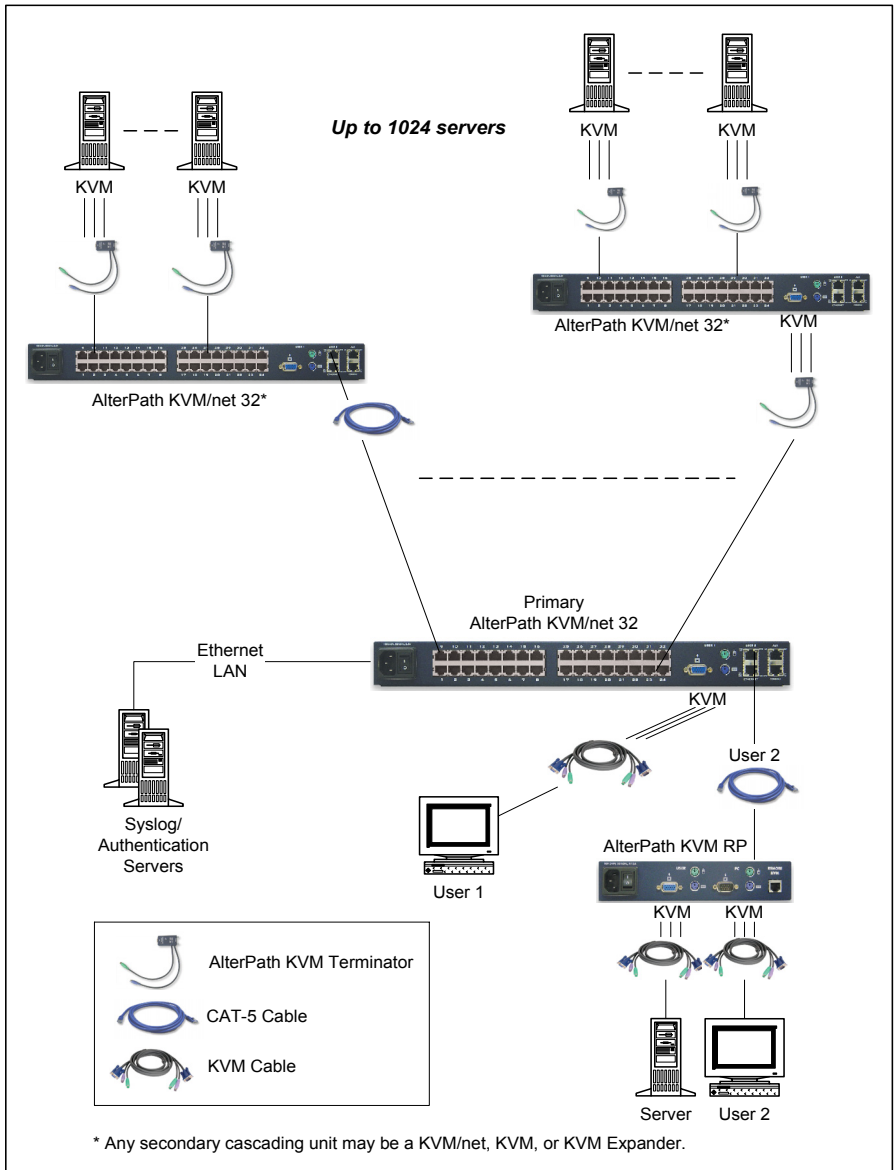 Up to 1024 servers
KVM
KVM
KVM
KVM
AlterPath KVM/net 32*
KVM
AlterPath KVM/net 32*
Primary
AlterPath KVM/net 32
Ethernet
LAN
KVM
User 2
Syslog/
Authentication
Servers
User 1
AlterPath KVM RP
KVM
KVM
AlterPath KVM Terminator
CAT-5 Cable
KVM Cable
Server
User 2
* Any secondary cascading unit may be a KVM/net, KVM, or KVM Expander.